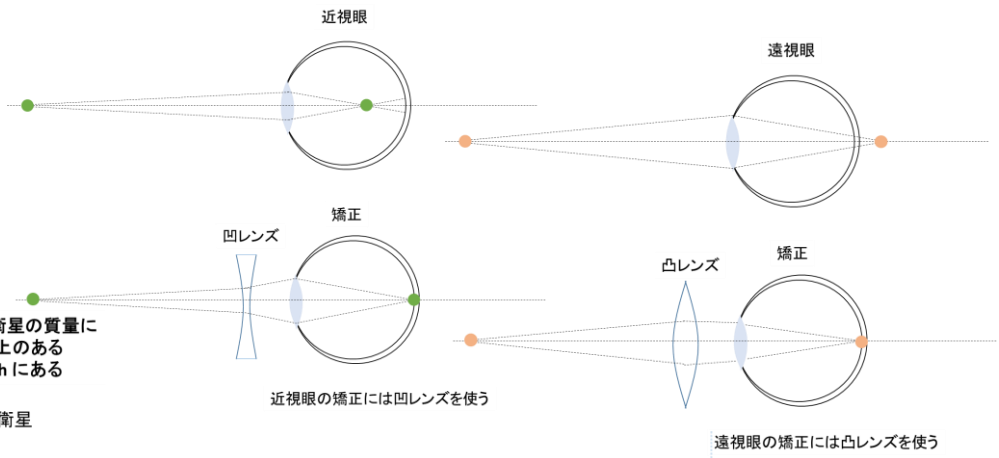 近視眼
遠視眼
矯正
凹レンズ
矯正
凸レンズ
衛星の質量に
上のある
h にある
近視眼の矯正には凹レンズを使う
衛星
遠視眼の矯正には凸レンズを使う